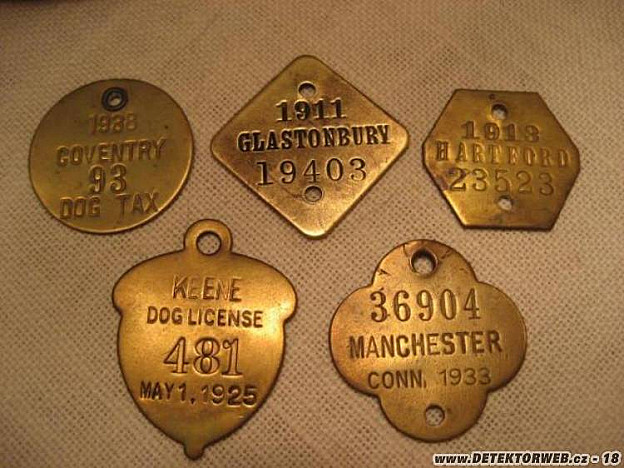 1938
COVENTRY
93
DOG TAX
1911
GLASTONBURY
19403
1913
HARTFORD
23523
KEENE
DOG LICENSE
481
MAY 1, 1925
36904
MANCHESTER
CONN. 1933
www.DETEKTORWEB.cz - 18